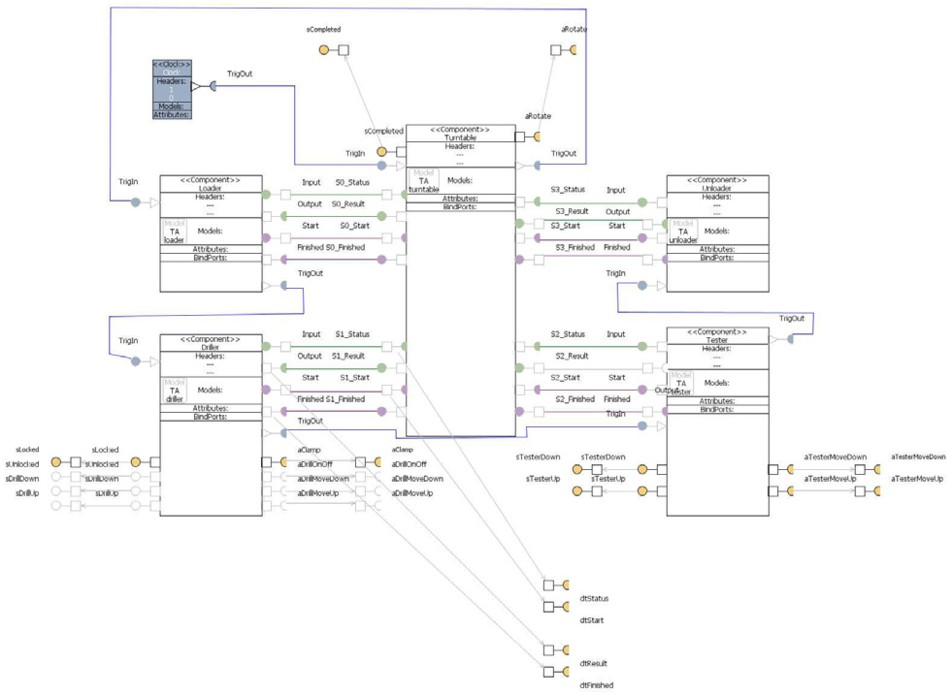 sCompleted
aRotate
<<Clock>>
Clock
Headers:
1
0
Models:
Attributes:
TrigOut
aRotate
sCompleted
TrigIn
<<Component>>
Turntable
Headers:
---
---
Model
TA
turntable
Models:
Attributes:
BindPorts:
TrigOut
TrigIn
<<Component>>
Loader
Headers:
---
---
Model
TA
loader
Models:
Attributes:
BindPorts:
Input S0_Status
Output S0_Result
Start S0_Start
Finished S0_Finished
TrigOut
S3_Status Input
S3_Result Output
S3_Start Start
S3_Finished Finished
TrigIn
<<Component>>
Unloader
Headers:
---
---
Model
TA
unloader
Models:
Attributes:
BindPorts:
TrigIn
<<Component>>
Driller
Headers:
---
---
Model
TA
driller
Models:
Attributes:
BindPorts:
Input S1_Status
Output S1_Result
Start S1_Start
Finished S1_Finished
TrigOut
S2_Status Input
S2_Result
S2_Start Start
Output
S2_Finished Finished
TrigIn
TrigOut
<<Component>>
Tester
Headers:
---
---
Model
TA
tester
Models:
Attributes:
BindPorts:
sLocked sLocked
sUnlocked sUnlocked
sDrillDown sDrillDown
sDrillUp sDrillUp
aClamp aClamp
aDrillOnOff aDrillOnOff
aDrillMoveDown aDrillMoveDown
aDrillMoveUp aDrillMoveUp
sTesterDown sTesterDown
sTesterUp sTesterUp
aTesterMoveDown aTesterMoveDown
aTesterMoveUp aTesterMoveUp
dtStatus
dtStart
dtResult
dtFinished